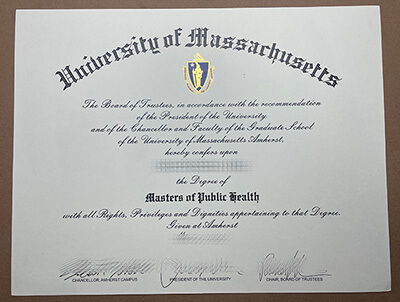 University of Massachusetts
The Board of Trustees, in accordance with the recommendation
of the President of the University
and of the Chancellor and Faculty of the Graduate School
of the University of Massachusetts Amherst,
hereby confers upon
the Degree of
Masters of Public Health
with all Rights, Privileges and Dignities appertaining to that Degree.
Given at Amherst
CHANCELLOR, AMHERST CAMPUS
PRESIDENT OF THE UNIVERSITY
CHAIR, BOARD OF TRUSTEES